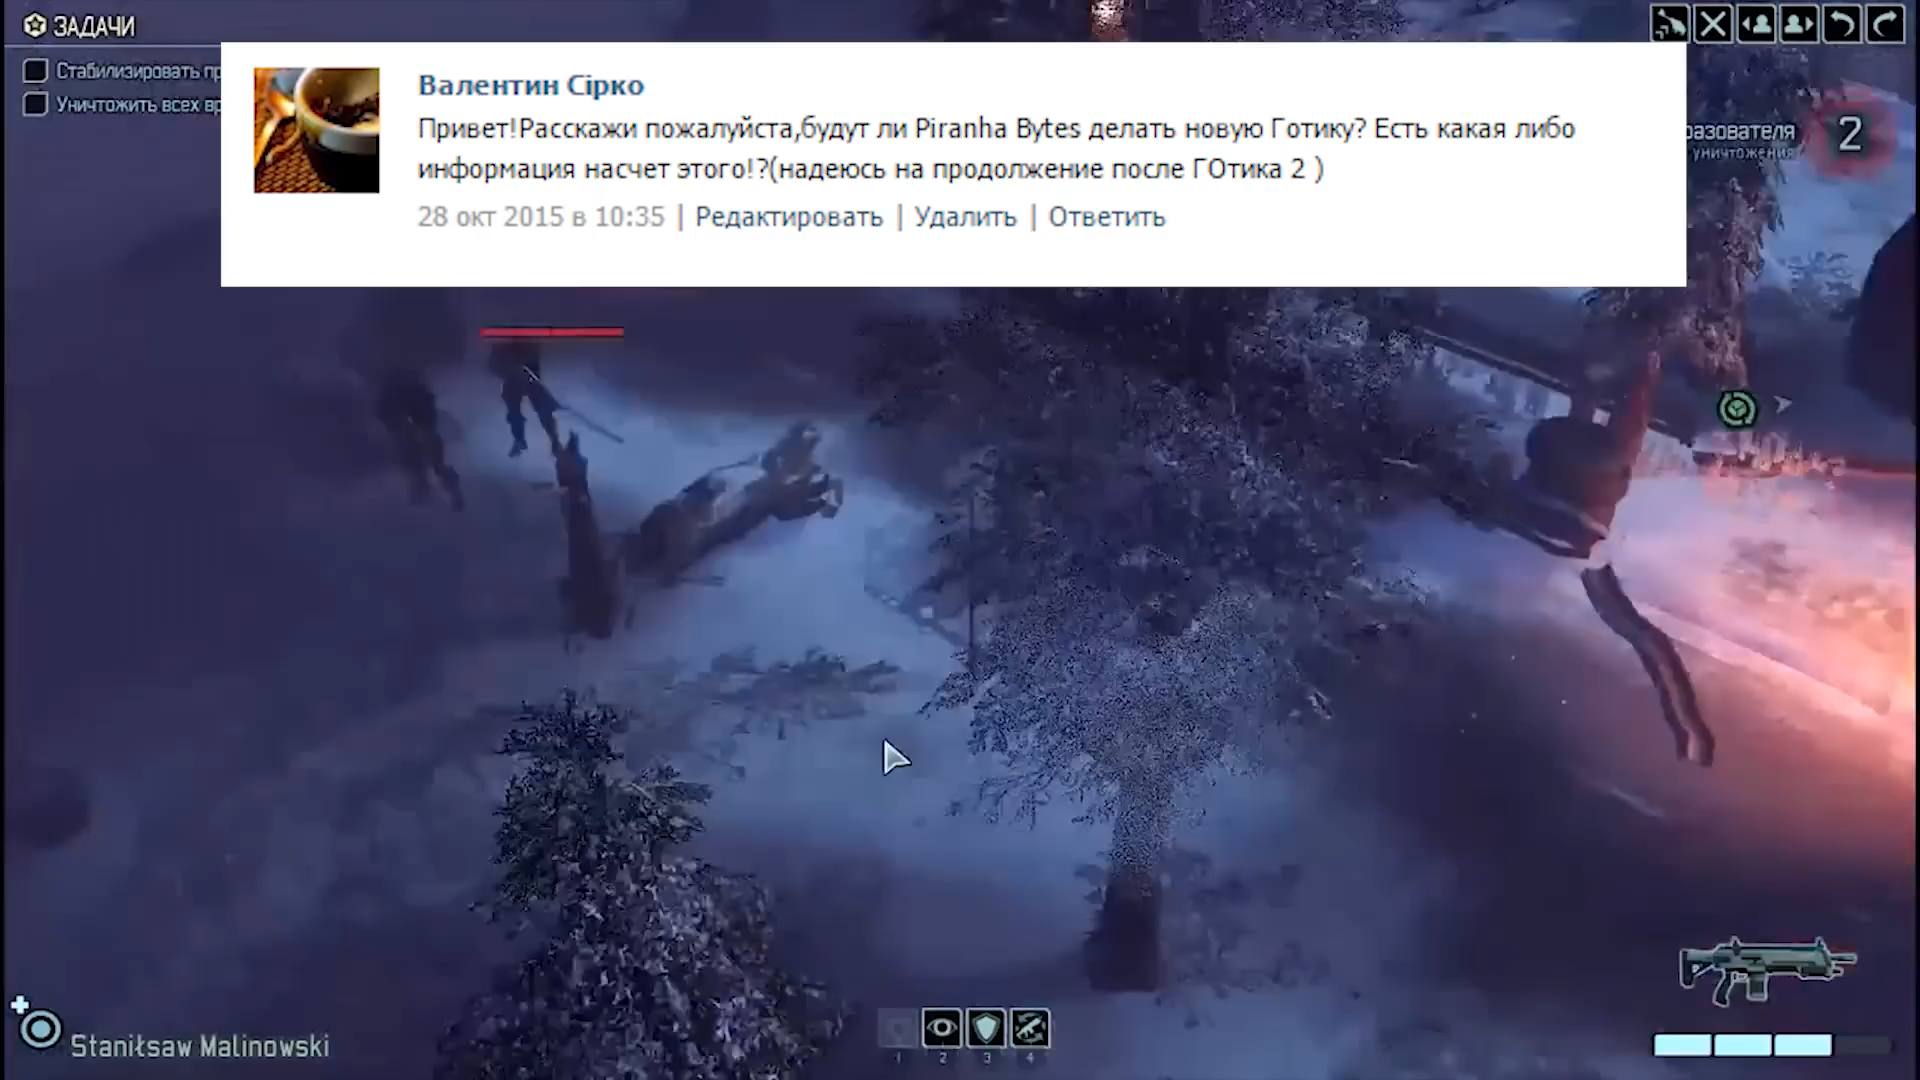 ЗАДАЧИ
Стабилизировать пр
Уничтожить всех вр
Валентин Сірко
Привет!Расскажи пожалуйста,будут ли Piranha Bytes делать новую Готику? Есть какая либо
информация насчет этого!?(надеюсь на продолжение после ГОтика 2 )
28 окт 2015 в 10:35 | Редактировать | Удалить | Ответить
разователя
уничтожения
2
Staniłsaw Malinowski
1 2 3 4